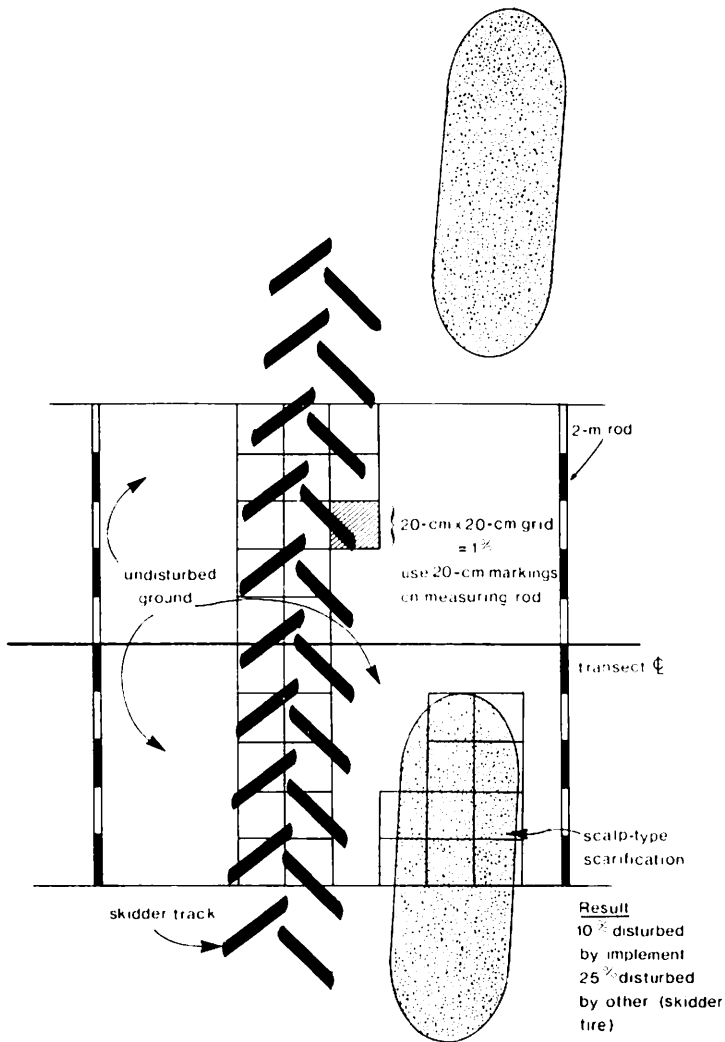 2-m rod
20-cm x 20-cm grid
= 1%
use 20-cm markings
on measuring rod
undisturbed
ground
transect ℄
scalp-type
scarification
skidder track
Result
10% disturbed
by implement
25% disturbed
by other (skidder
tire)